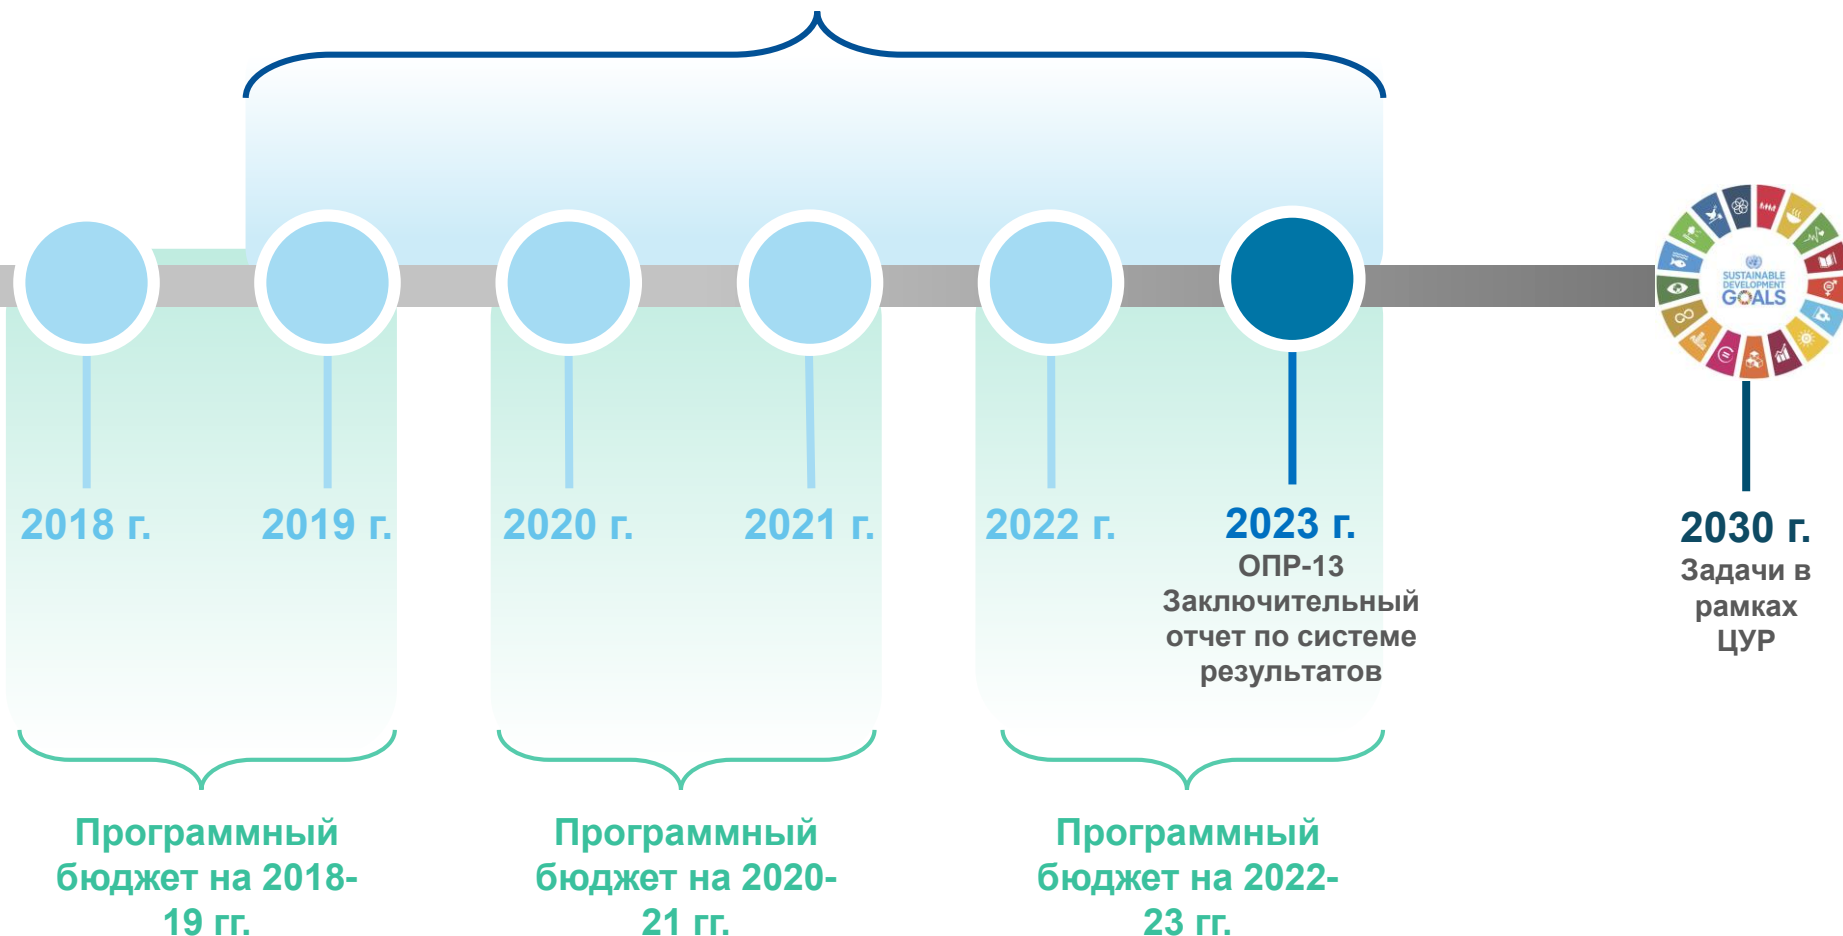 SUSTAINABLE
DEVELOPMENT
GOALS
2018 г.
2019 г.
2020 г.
2021 г.
2022 г.
2023 г.
ОПР-13
Заключительный
отчет по системе
результатов
2030 г.
Задачи в
рамках
ЦУР
Программный
бюджет на 2018-
19 гг.
Программный
бюджет на 2020-
21 гг.
Программный
бюджет на 2022-
23 гг.